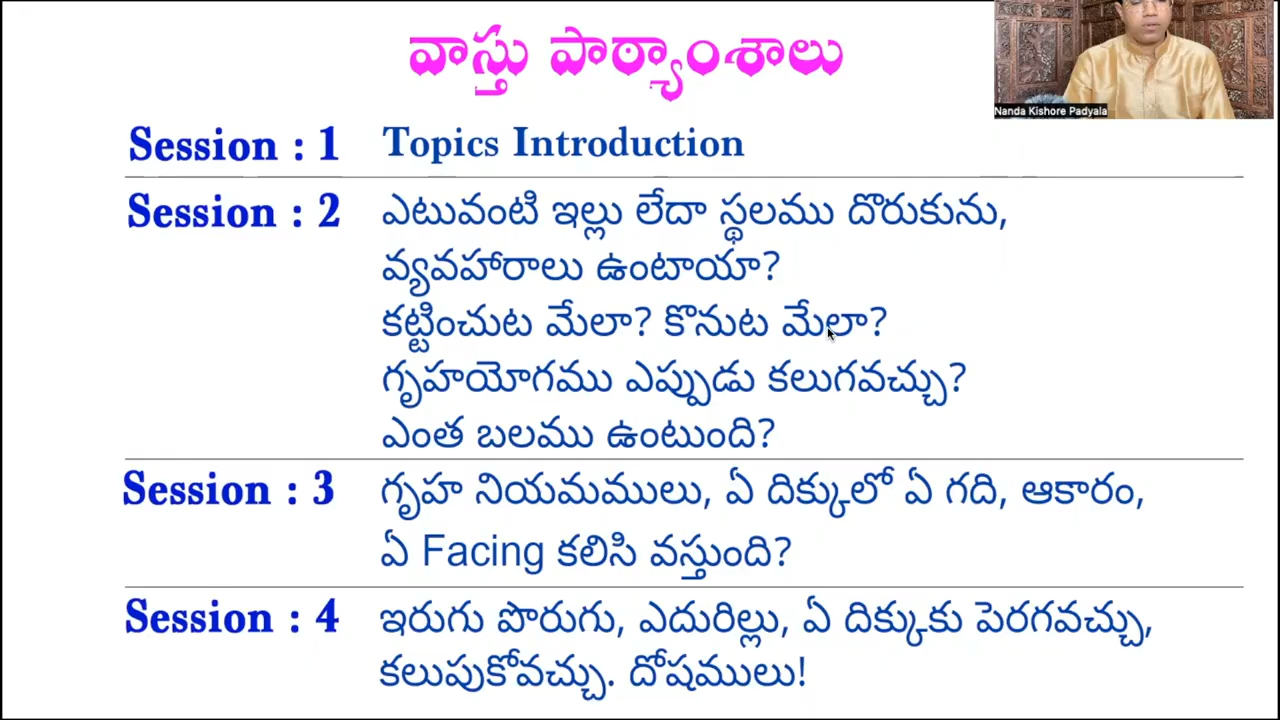 వాస్తు పాఠ్యాంశాలు
Nanda Kishore Padyala
Session : 1 Topics Introduction
Session : 2 ఎటువంటి ఇల్లు లేదా స్థలము దొరుకును,
వ్యవహారాలు ఉంటాయా?
కట్టించుట మేలా? కొనుట మేలా?
గృహయోగము ఎప్పుడు కలుగవచ్చు?
ఎంత బలము ఉంటుంది?
Session : 3 గృహ నియమములు, ఏ దిక్కులో ఏ గది, ఆకారం,
ఏ Facing కలిసి వస్తుంది?
Session : 4 ఇరుగు పొరుగు, ఎదురిల్లు, ఏ దిక్కుకు పెరగవచ్చు,
కలుపుకోవచ్చు. దోషములు!